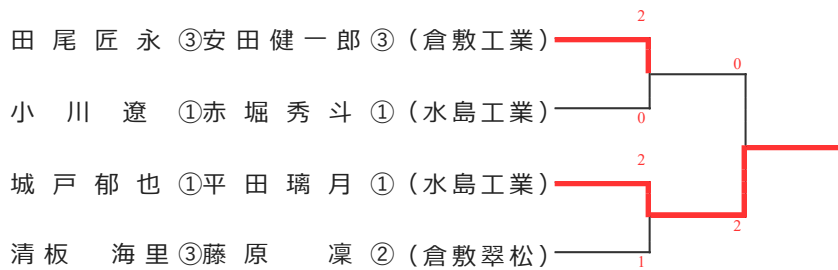 2
田尾匠永③安田健一郎③(倉敷工業)
0
小川遼①赤堀秀斗①(水島工業)
0
2
城戸郁也①平田璃月①(水島工業)
2
清板海里③藤原凜②(倉敷翠松)
1